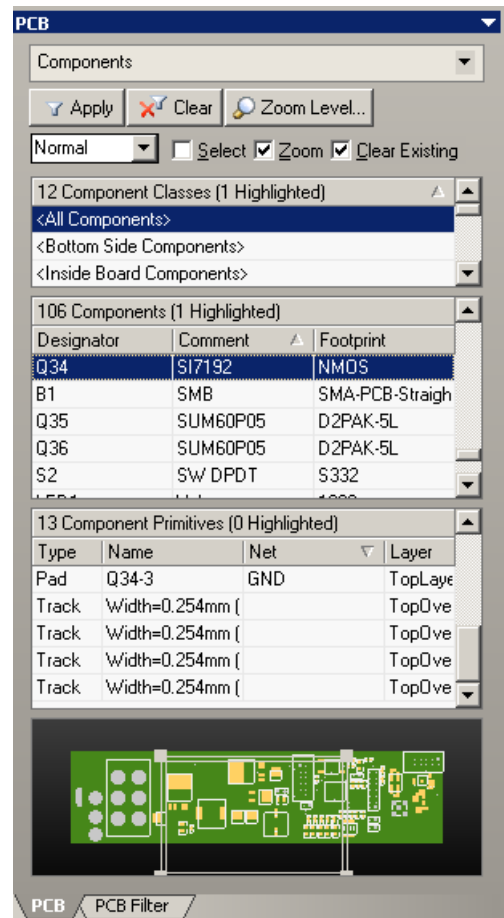 PCB
Components
Apply Clear Zoom Level...
Normal Select Zoom Clear Existing
12 Component Classes (1 Highlighted)
<All Components>
<Bottom Side Components>
<Inside Board Components>
106 Components (1 Highlighted)
Designator Comment Footprint
Q34 SI7192 NMOS
B1 SMB SMA-PCB-Straigh
Q35 SUM60P05 D2PAK-5L
Q36 SUM60P05 D2PAK-5L
S2 SW DPDT S332
13 Component Primitives (0 Highlighted)
Type Name Net Layer
Pad Q34-3 GND TopLaye
Track Width=0.254mm ( TopOve
Track Width=0.254mm ( TopOve
Track Width=0.254mm ( TopOve
Track Width=0.254mm ( TopOve
PCB PCB Filter